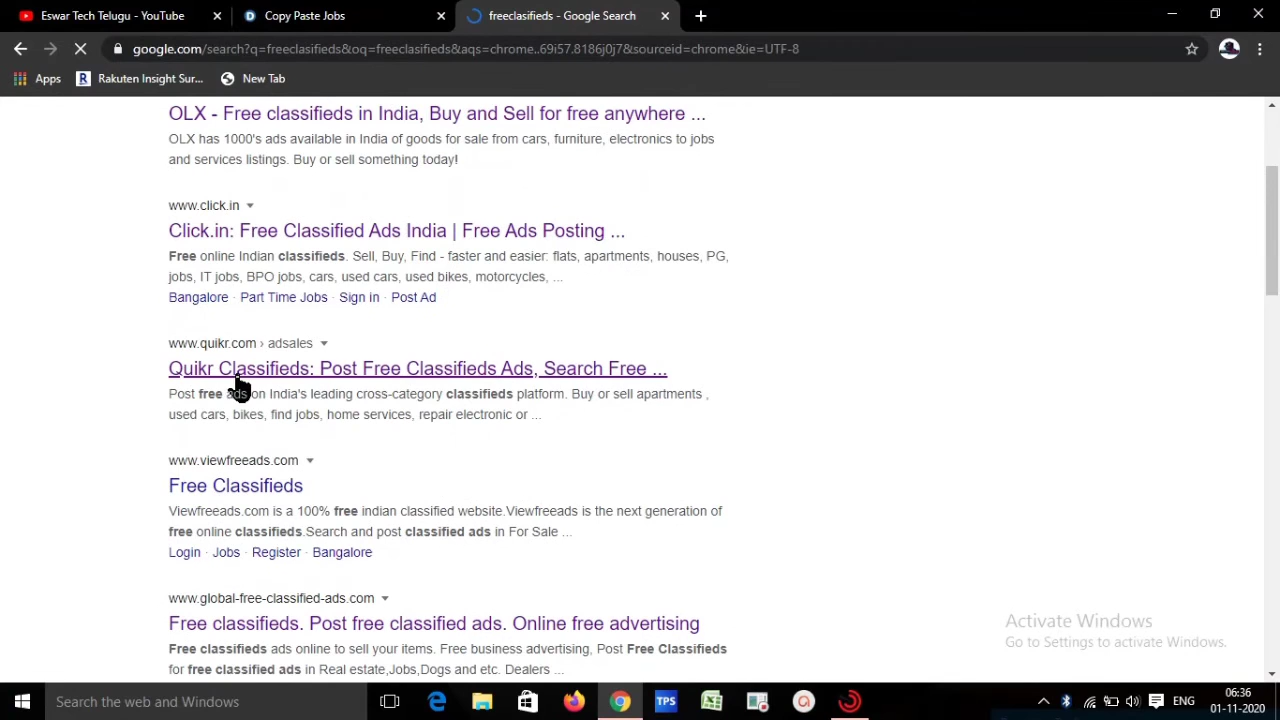 Eswar Tech Telugu - YouTube
Copy Paste Jobs
freeclasifieds - Google Search
google.com/search?q=freeclasifieds&oq=freeclasifieds&aqs=chrome..69i57.8186j0j7&sourceid=chrome&ie=UTF-8
Apps
Rakuten Insight Sur...
New Tab
OLX - Free classifieds in India, Buy and Sell for free anywhere ...
OLX has 1000's ads available in India of goods for sale from cars, furniture, electronics to jobs
and services listings. Buy or sell something today!
www.click.in
Click.in: Free Classified Ads India | Free Ads Posting ...
Free online Indian classifieds. Sell, Buy, Find - faster and easier: flats, apartments, houses, PG,
jobs, IT jobs, BPO jobs, cars, used cars, used bikes, motorcycles, ...
Bangalore · Part Time Jobs · Sign in · Post Ad
www.quikr.com › adsales
Quikr Classifieds: Post Free Classifieds Ads, Search Free ...
Post free ads on India's leading cross-category classifieds platform. Buy or sell apartments ,
used cars, bikes, find jobs, home services, repair electronic or ...
www.viewfreeads.com
Free Classifieds
Viewfreeads.com is a 100% free indian classified website.Viewfreeads is the next generation of
free online classifieds.Search and post classified ads in For Sale ...
Login · Jobs · Register · Bangalore
www.global-free-classified-ads.com
Free classifieds. Post free classified ads. Online free advertising
Free classifieds ads online to sell your items. Free business advertising, Post Free Classifieds
for free classified ads in Real estate,Jobs,Dogs and etc. Dealers ...
Activate Windows
Go to Settings to activate Windows.
Search the web and Windows
TPS
ENG
06:36
01-11-2020